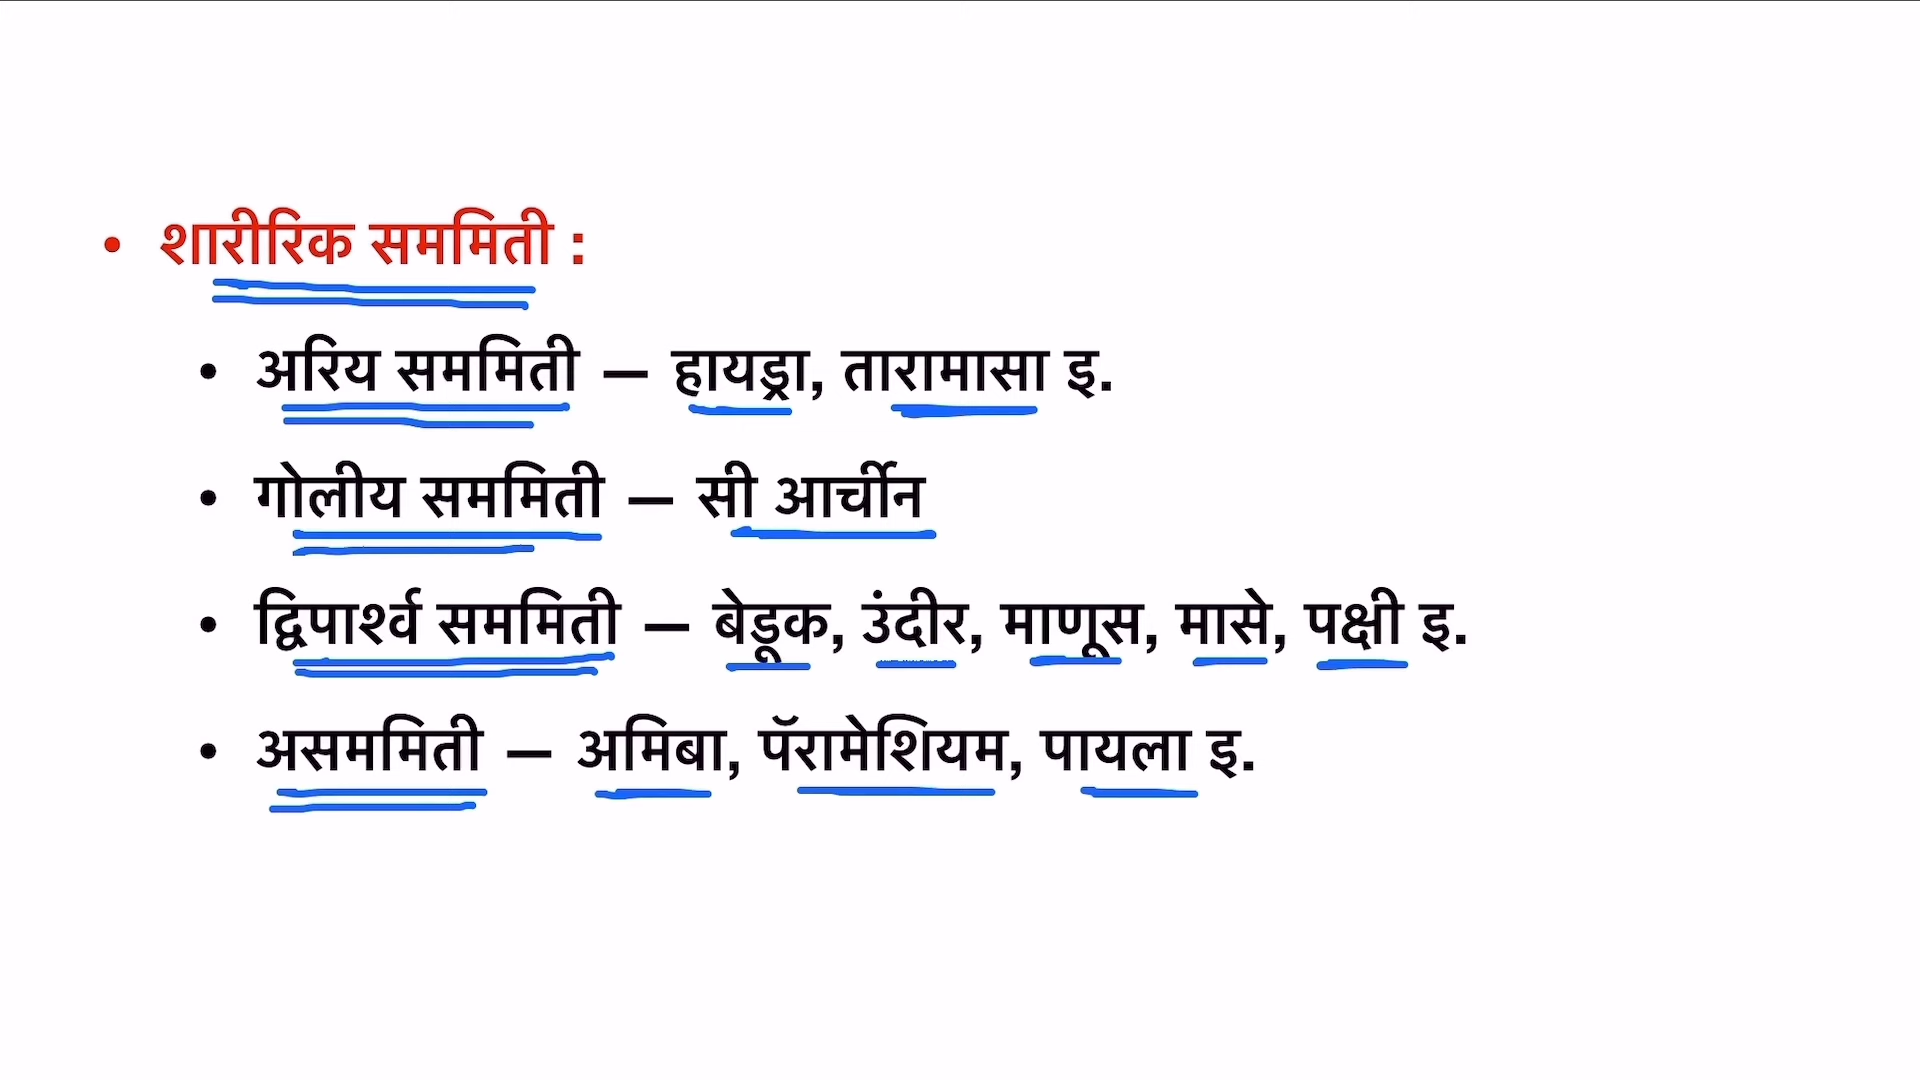 • शारीरिक सममिती :
• अरिय सममिती – हायड्रा, तारामासा इ.
• गोलीय सममिती – सी आर्चीन
• द्विपार्श्व सममिती – बेडूक, उंदीर, माणूस, मासे, पक्षी इ.
• असममिती – अमिबा, पॅरामेशियम, पायला इ.